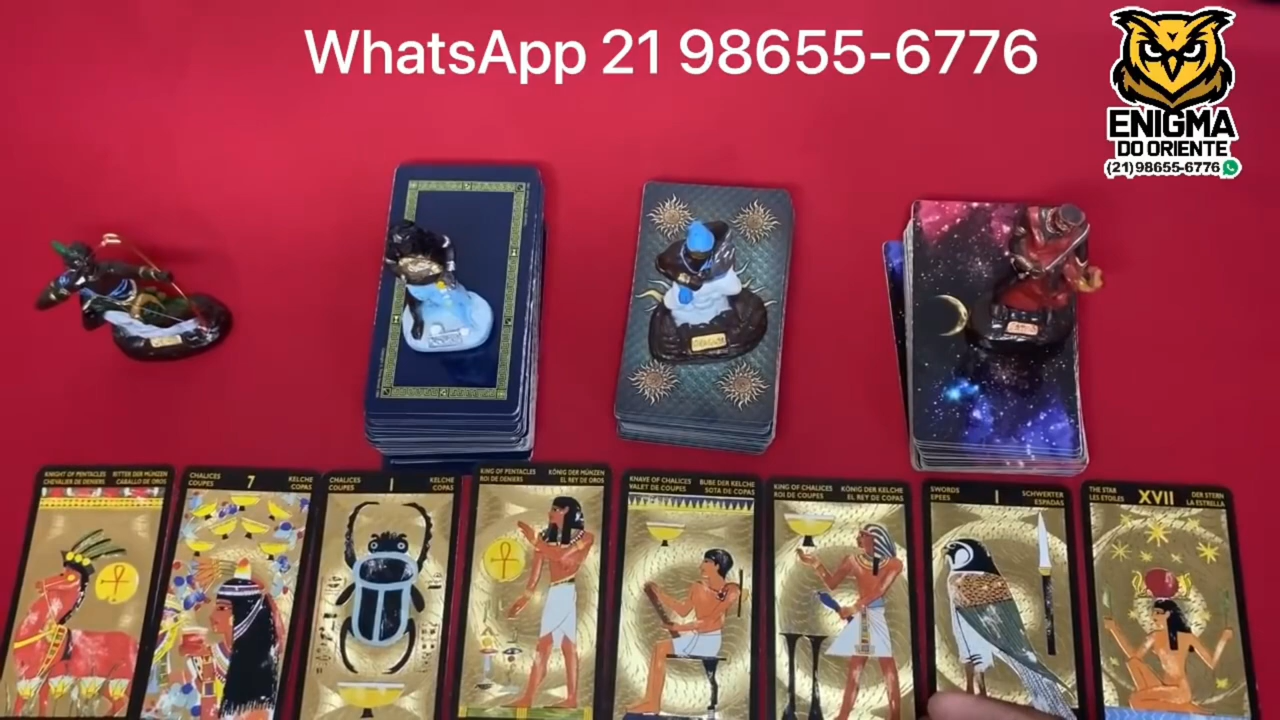 WhatsApp 21 98655-6776
ENIGMA
DO ORIENTE
(21)98655-6776
KNIGHT OF PENTACLES RITTER DER MÜNZEN
CHEVALIER DE DENIERS CABALLO DE OROS
CHALICES 7 KELCHE
COUPES COPAS
CHALICES I KELCHE
COUPES COPAS
KING OF PENTACLES KÖNIG DER MÜNZEN
ROI DE DENIERS EL REY DE OROS
KNAVE OF CHALICES BUBE DER KELCHE
VALET DE COUPES SOTA DE COPAS
KING OF CHALICES KÖNIG DER KELCHE
ROI DE COUPES EL REY DE COPAS
SWORDS I SCHWERTER
EPEES ESPADAS
THE STAR XVII DER STERN
LES ETOILES LA ESTRELLA